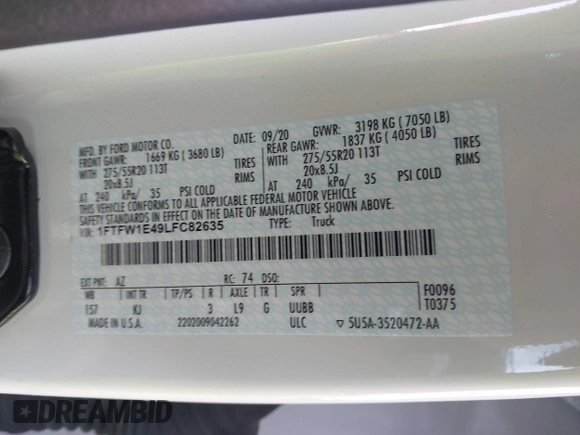 MFD. BY FORD MOTOR CO. DATE: 09/20 GVWR: 3198 KG ( 7050 LB)
FRONT GAWR: 1669 KG ( 3680 LB) REAR GAWR: 1837 KG ( 4050 LB)
WITH 275/55R20 113T TIRES WITH 275/55R20 113T TIRES
20x8.5J RIMS 20x8.5J RIMS
AT 240 kPa/ 35 PSI COLD AT 240 kPa/ 35 PSI COLD
THIS VEHICLE CONFORMS TO ALL APPLICABLE FEDERAL MOTOR VEHICLE
SAFETY STANDARDS IN EFFECT ON THE DATE OF MANUFACTURE SHOWN ABOVE.
VIN: 1FTFW1E49LFC82635 TYPE: Truck
EXT PNT: AZ RC: 74 DSO: F0096
WB INT TR TP/PS R AXLE TR SPR T0375
157 KJ 3 L9 G UUBB
MADE IN U.S.A. 2202009042262 ULC ▽ 5U5A-3520472-AA
DREAMBID